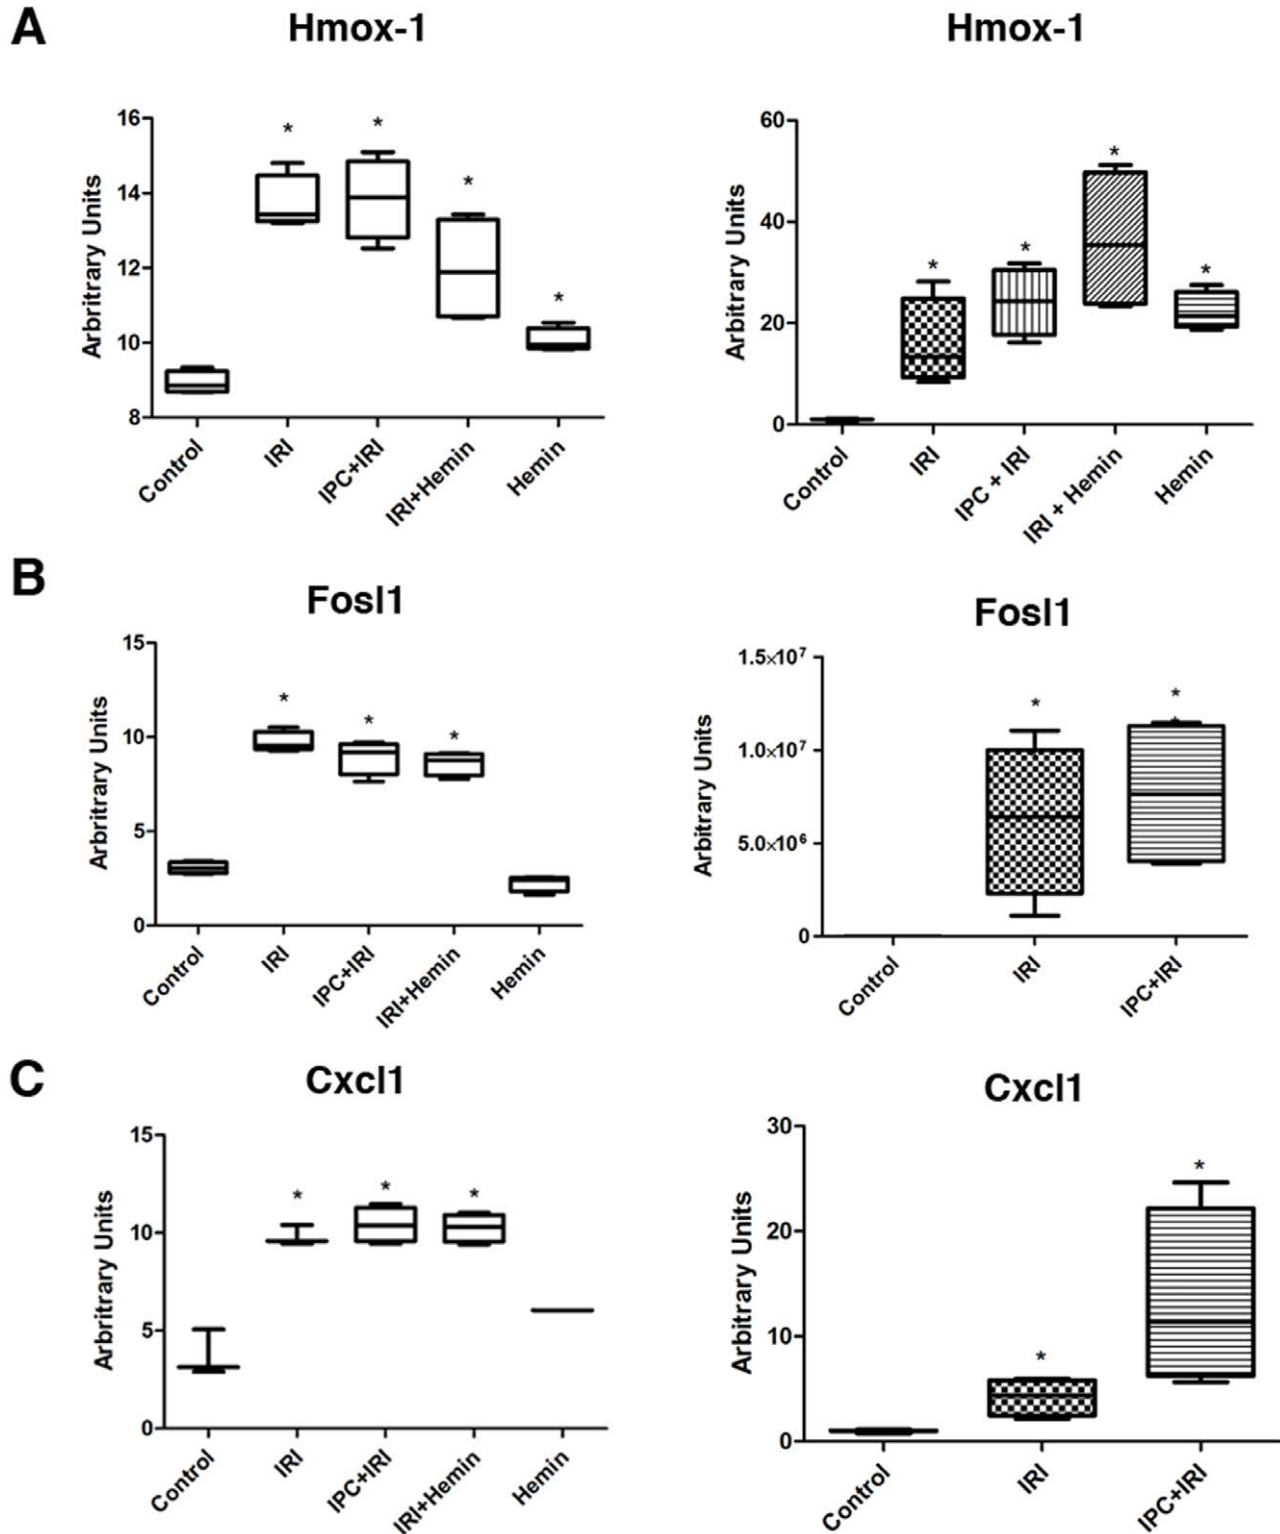 A
Hmox-1
Arbritrary Units
16
14
12
10
8
*
*
*
*
Control
IRI
IPC+IRI
IRI+Hemin
Hemin
Hmox-1
Arbitrary Units
60
40
20
0
*
*
*
*
Control
IRI
IPC + IRI
IRI + Hemin
Hemin
B
Fosl1
Arbritrary Units
15
10
5
0
*
*
*
Control
IRI
IPC+IRI
IRI+Hemin
Hemin
Fosl1
Arbitrary Units
1.5×10⁷
1.0×10⁷
5.0×10⁶
0
*
*
*
Control
IRI
IPC+IRI
C
Cxcl1
Arbritrary Units
15
10
5
0
*
*
*
Control
IRI
IPC+IRI
IRI+Hemin
Hemin
Cxcl1
Arbitrary Units
30
20
10
0
*
*
Control
IRI
IPC+IRI